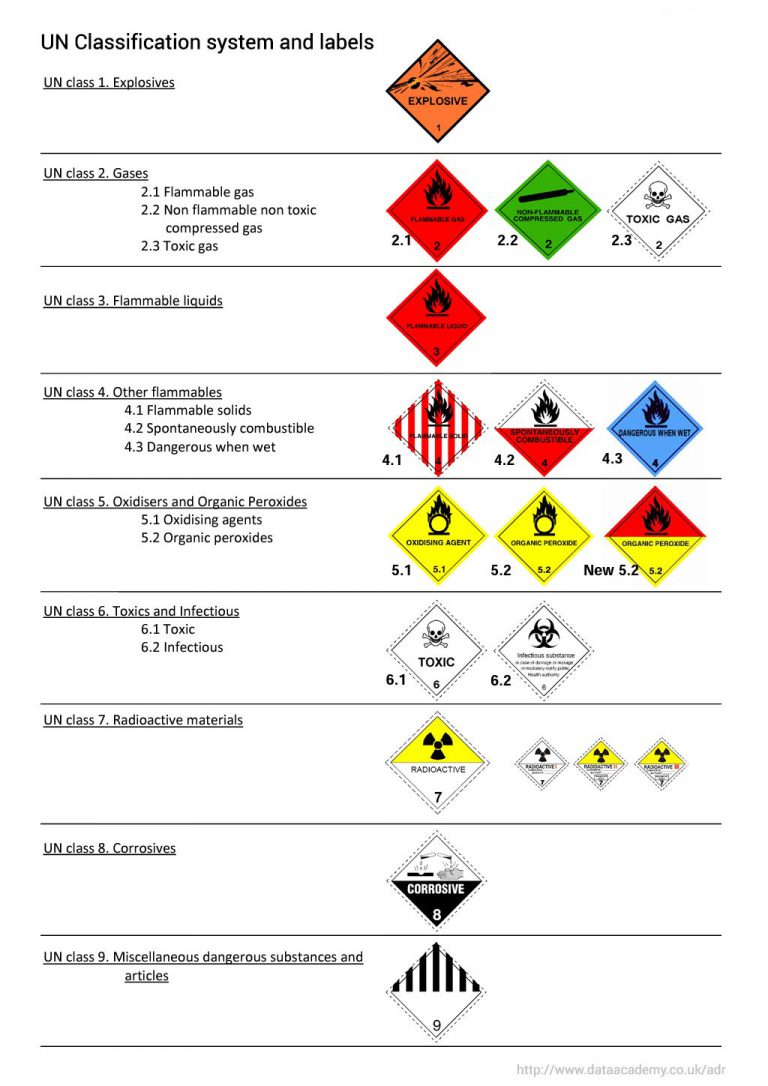 UN Classification system and labels
UN class 1. Explosives
EXPLOSIVE
1
UN class 2. Gases
2.1 Flammable gas
2.2 Non flammable non toxic
compressed gas
2.3 Toxic gas
FLAMMABLE GAS
2
2.1
NON-FLAMMABLE
COMPRESSED GAS
2
2.2
TOXIC GAS
2
2.3
UN class 3. Flammable liquids
FLAMMABLE LIQUID
3
UN class 4. Other flammables
4.1 Flammable solids
4.2 Spontaneously combustible
4.3 Dangerous when wet
FLAMMABLE SOLID
4
4.1
SPONTANEOUSLY
COMBUSTIBLE
4
4.2
DANGEROUS WHEN WET
4
4.3
UN class 5. Oxidisers and Organic Peroxides
5.1 Oxidising agents
5.2 Organic peroxides
OXIDISING AGENT
5.1
5.1
ORGANIC PEROXIDE
5.2
5.2
ORGANIC PEROXIDE
5.2
New 5.2
UN class 6. Toxics and Infectious
6.1 Toxic
6.2 Infectious
TOXIC
6
6.1
Infectious substance
in case of damage or leakage
immediately notify public
Health authority
6
6.2
UN class 7. Radioactive materials
RADIOACTIVE
7
RADIOACTIVE I
7
RADIOACTIVE II
7
RADIOACTIVE III
7
UN class 8. Corrosives
CORROSIVE
8
UN class 9. Miscellaneous dangerous substances and
articles
9
http://www.dataacademy.co.uk/adr